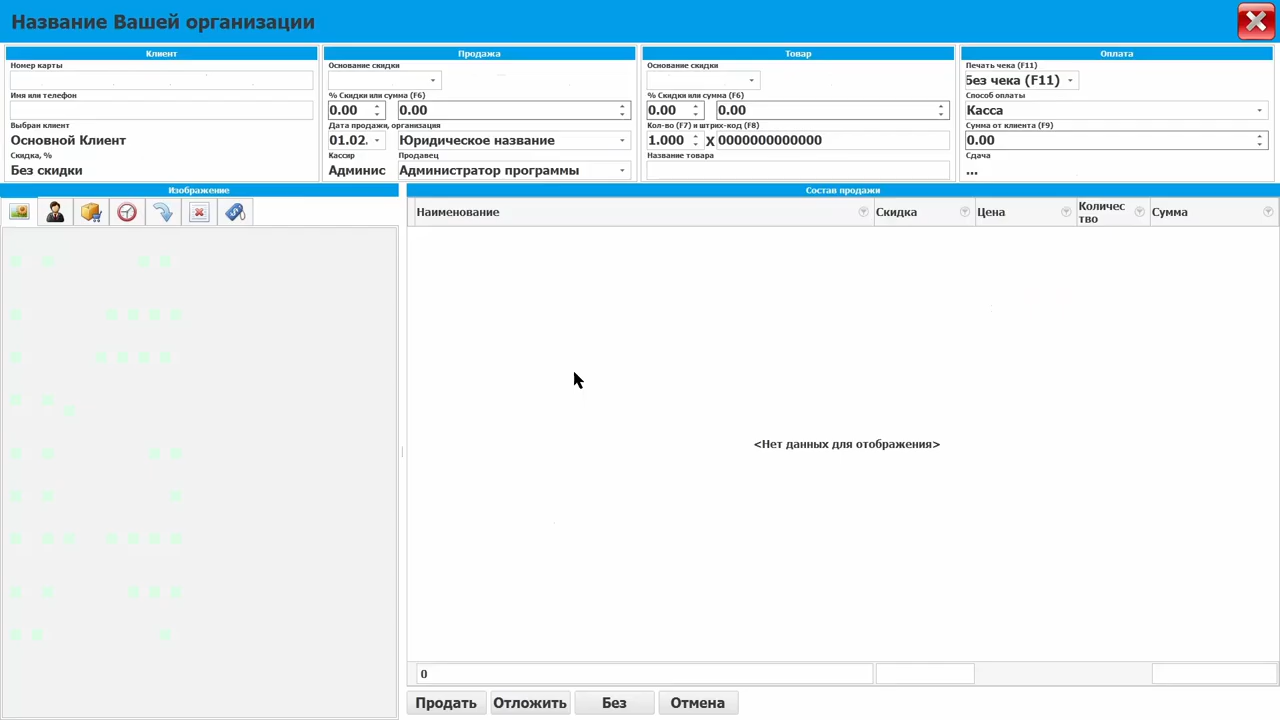 Название Вашей организации
Клиент
Номер карты
Имя или телефон
Выбран клиент
Основной Клиент
Скидка, %
Без скидки
Продажа
Основание скидки
% Скидки или сумма (F6)
0.00 0.00
Дата продажи, организация
01.02. Юридическое название
Кассир Продавец
Админис Администратор программы
Товар
Основание скидки
% Скидки или сумма (F6)
0.00 0.00
Кол-во (F7) и штрих-код (F8)
1.000 X 0000000000000
Название товара
Оплата
Печать чека (F11)
Без чека (F11)
Способ оплаты
Касса
Сумма от клиента (F9)
0.00
Сдача
...
Изображение
Состав продажи
Наименование Скидка Цена Количес
тво Сумма
<Нет данных для отображения>
0
Продать Отложить Без Отмена